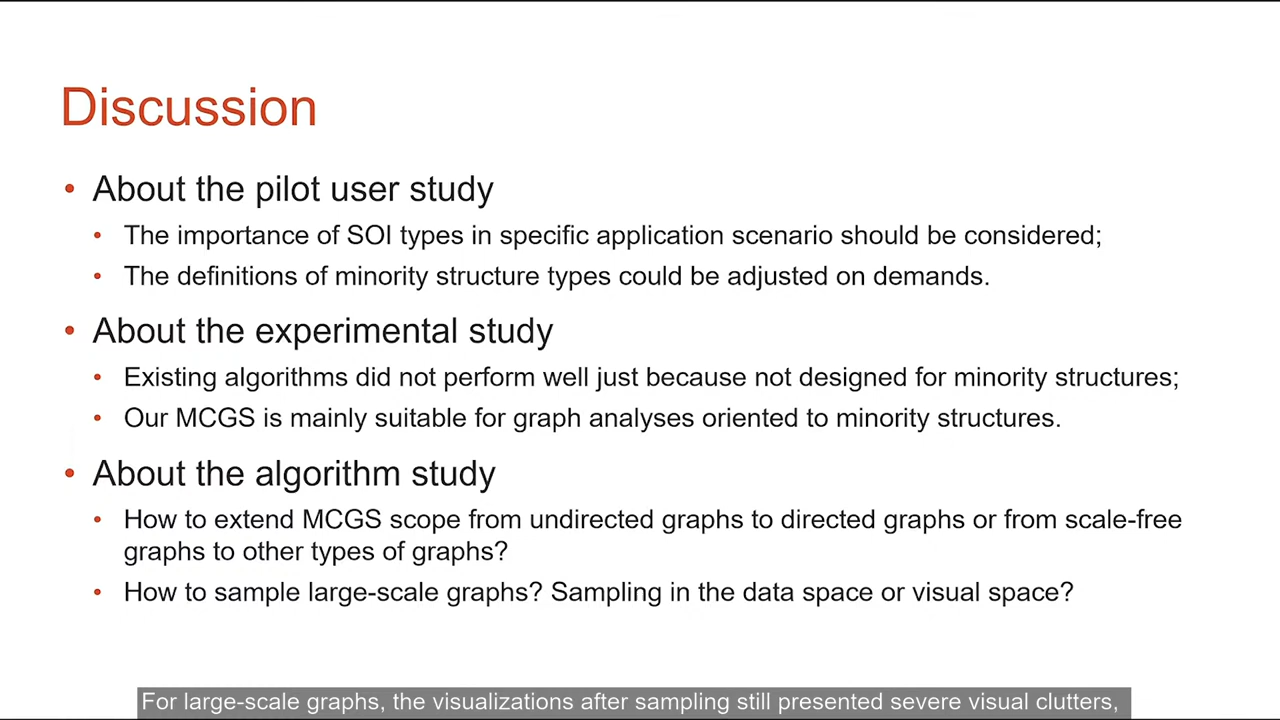 Discussion
• About the pilot user study
• The importance of SOI types in specific application scenario should be considered;
• The definitions of minority structure types could be adjusted on demands.
• About the experimental study
• Existing algorithms did not perform well just because not designed for minority structures;
• Our MCGS is mainly suitable for graph analyses oriented to minority structures.
• About the algorithm study
• How to extend MCGS scope from undirected graphs to directed graphs or from scale-free
graphs to other types of graphs?
• How to sample large-scale graphs? Sampling in the data space or visual space?
For large-scale graphs, the visualizations after sampling still presented severe visual clutters,